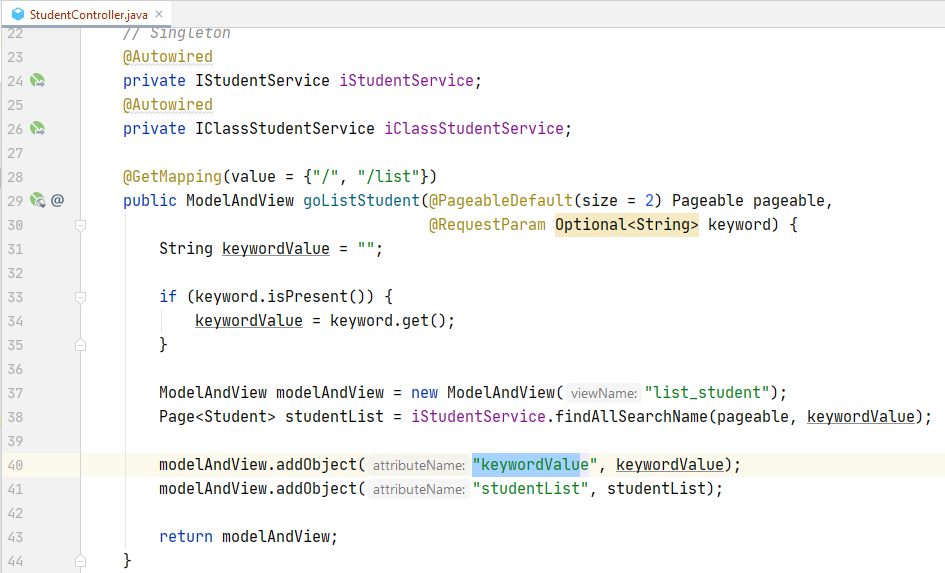 StudentController.java ×
22 // Singleton
23 @Autowired
24 private IStudentService iStudentService;
25 @Autowired
26 private IClassStudentService iClassStudentService;
27
28 @GetMapping(value = {"/", "/list"})
29 @ public ModelAndView goListStudent(@PageableDefault(size = 2) Pageable pageable,
30 @RequestParam Optional<String> keyword) {
31 String keywordValue = "";
32
33 if (keyword.isPresent()) {
34 keywordValue = keyword.get();
35 }
36
37 ModelAndView modelAndView = new ModelAndView( viewName: "list_student");
38 Page<Student> studentList = iStudentService.findAllSearchName(pageable, keywordValue);
39
40 modelAndView.addObject( attributeName: "keywordValue", keywordValue);
41 modelAndView.addObject( attributeName: "studentList", studentList);
42
43 return modelAndView;
44 }